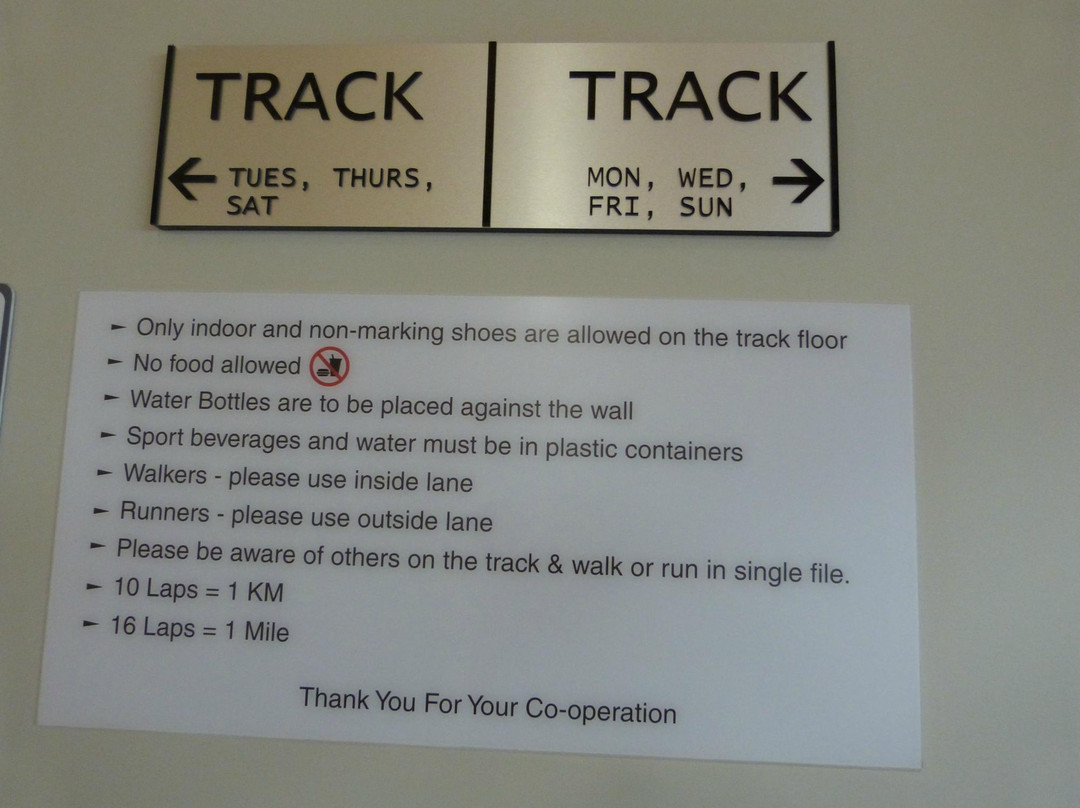 TRACK
← TUES, THURS,
SAT
TRACK
MON, WED, →
FRI, SUN
► Only indoor and non-marking shoes are allowed on the track floor
► No food allowed
► Water Bottles are to be placed against the wall
► Sport beverages and water must be in plastic containers
► Walkers - please use inside lane
► Runners - please use outside lane
► Please be aware of others on the track & walk or run in single file.
► 10 Laps = 1 KM
► 16 Laps = 1 Mile
Thank You For Your Co-operation